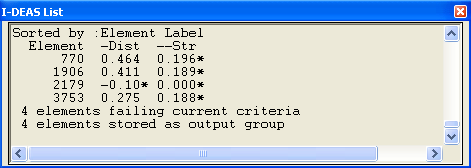 I-DEAS List
Sorted by :Element Label
Element -Dist --Str
770 0.464 0.196*
1906 0.411 0.189*
2179 -0.10* 0.000*
3753 0.275 0.188*
4 elements failing current criteria
4 elements stored as output group